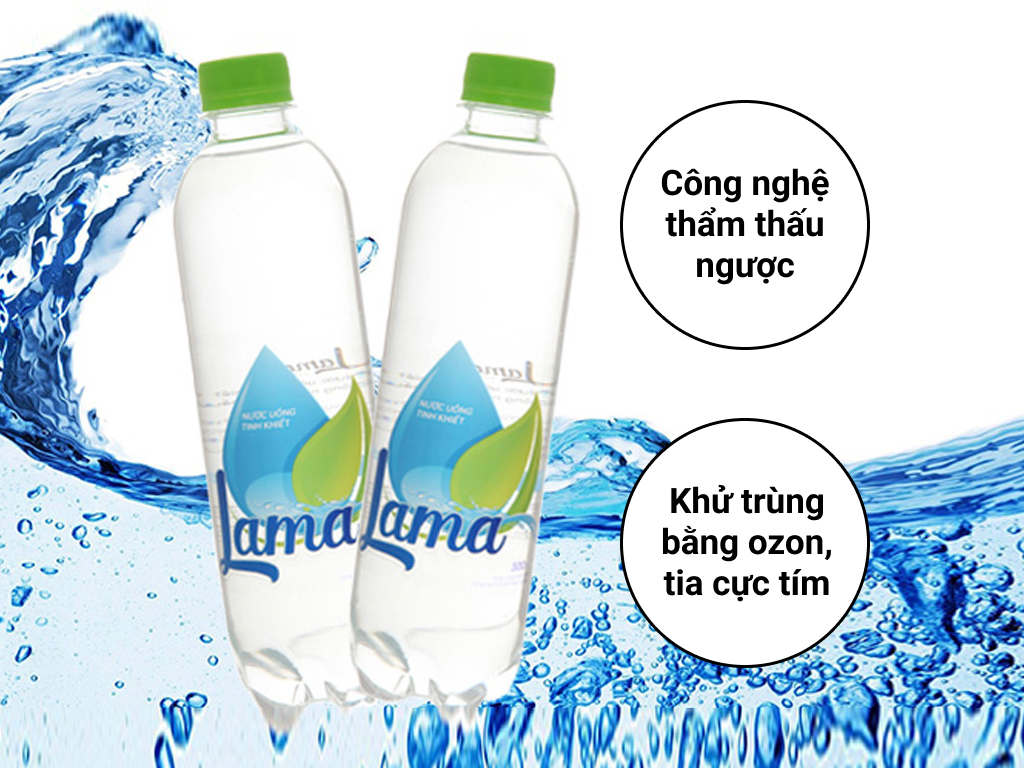 Công nghệ
thẩm thấu
ngược
Khử trùng
bằng ozon,
tia cực tím
NƯỚC UỐNG
TINH KHIẾT
Lama
NƯỚC UỐNG
TINH KHIẾT
Lama